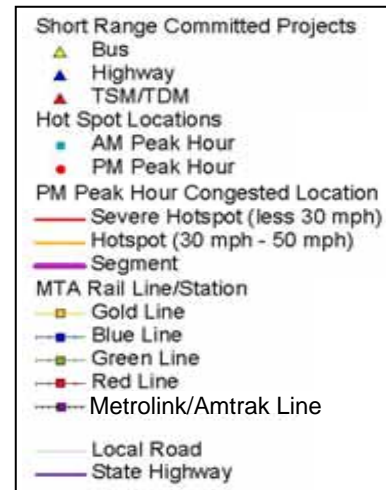 Short Range Committed Projects
Bus
Highway
TSM/TDM
Hot Spot Locations
AM Peak Hour
PM Peak Hour
PM Peak Hour Congested Location
Severe Hotspot (less 30 mph)
Hotspot (30 mph - 50 mph)
Segment
MTA Rail Line/Station
Gold Line
Blue Line
Green Line
Red Line
Metrolink/Amtrak Line
Local Road
State Highway